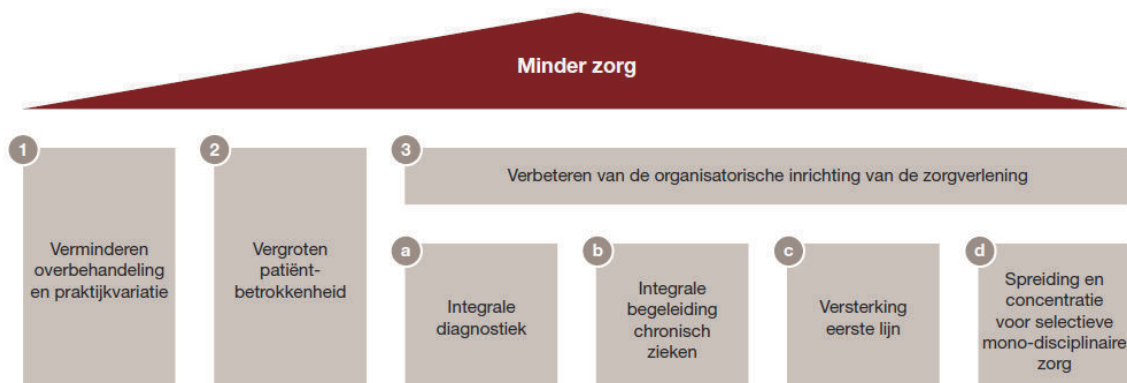 Minder zorg
1
Verminderen
overbehandeling
en praktijkvariatie
2
Vergroten
patiënt-
betrokkenheid
3
Verbeteren van de organisatorische inrichting van de zorgverlening
a
Integrale
diagnostiek
b
Integrale
begeleiding
chronisch
zieken
c
Versterking
eerste lijn
d
Spreiding en
concentratie
voor selectieve
mono-disciplinaire
zorg